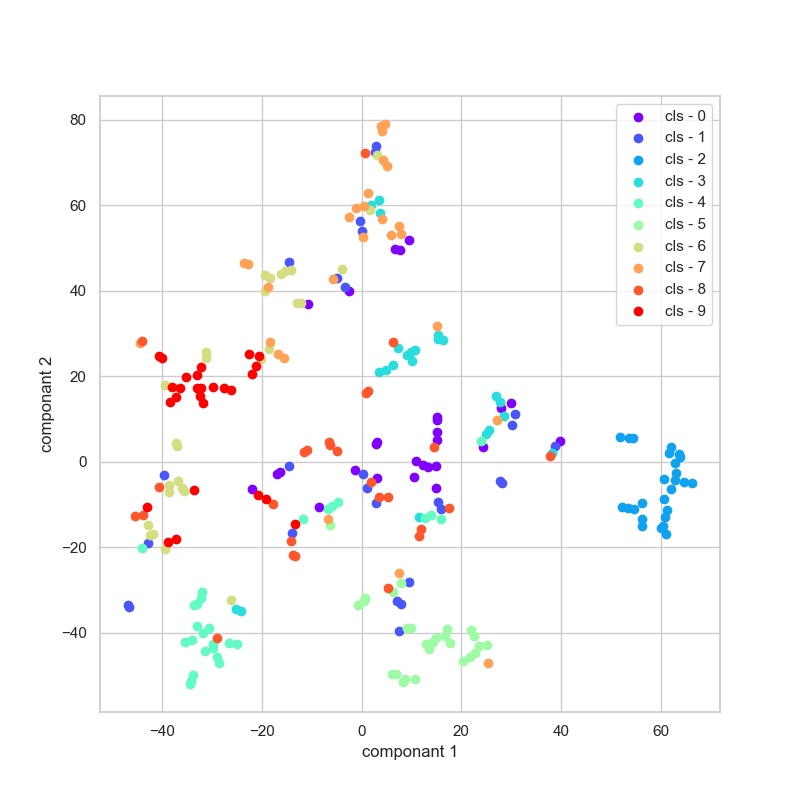 cls - 0
cls - 1
cls - 2
cls - 3
cls - 4
cls - 5
cls - 6
cls - 7
cls - 8
cls - 9
80
60
40
20
0
−20
−40
componant 2
−40 −20 0 20 40 60
componant 1